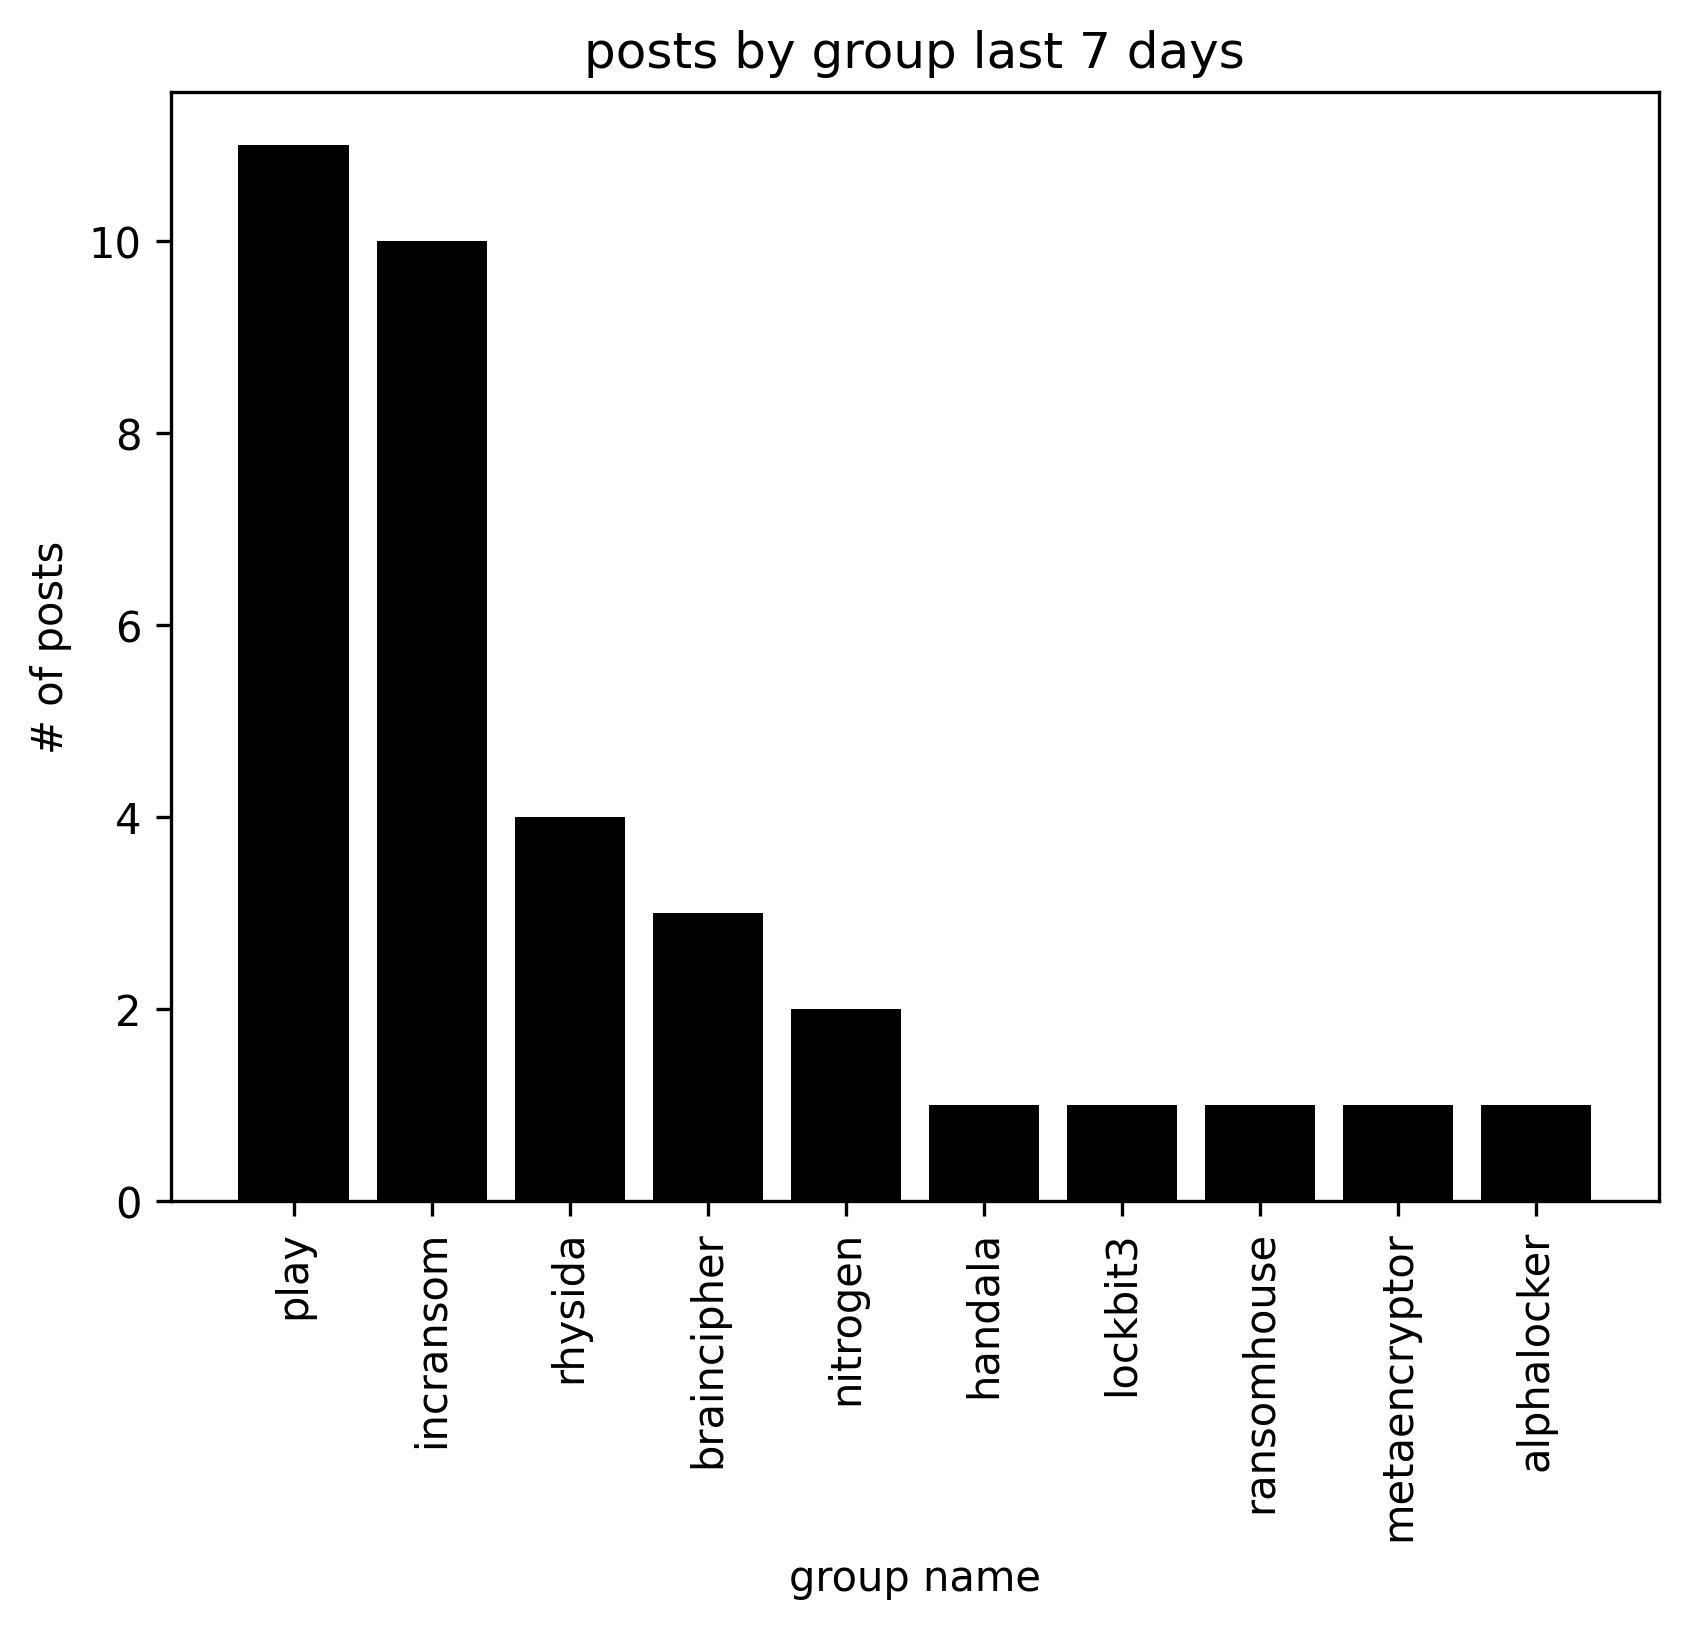 posts by group last 7 days
# of posts
10
8
6
4
2
0
play
incransom
rhysida
braincipher
nitrogen
handala
lockbit3
ransomhouse
metaencryptor
alphalocker
group name